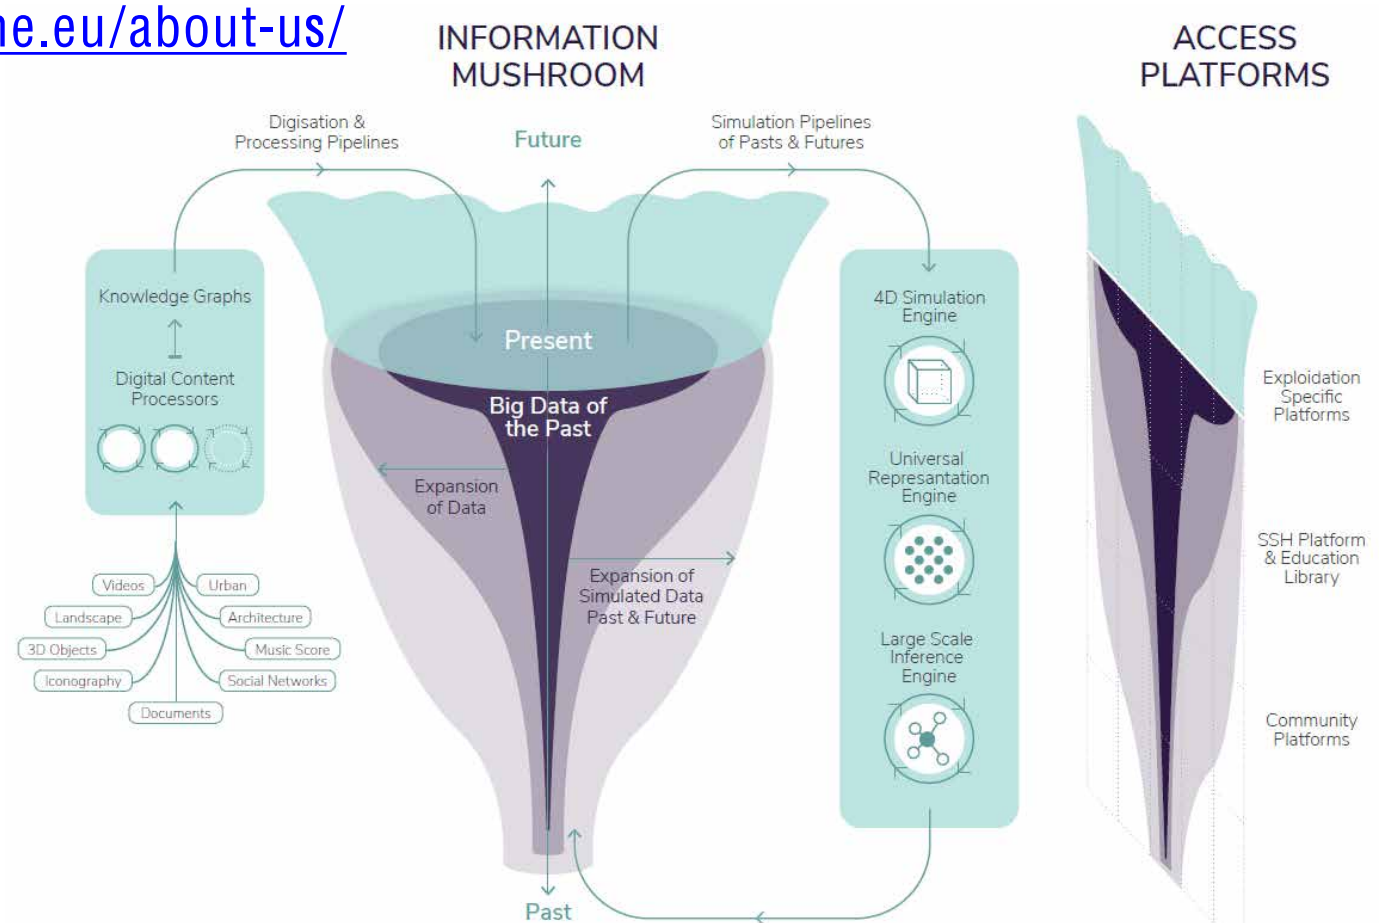 ne.eu/about-us/
INFORMATION
MUSHROOM
ACCESS
PLATFORMS
Digisation &
Processing Pipelines
Future
Simulation Pipelines
of Pasts & Futures
Knowledge Graphs
Digital Content
Processors
Videos
Urban
Landscape
Architecture
3D Objects
Music Score
Iconography
Social Networks
Documents
Present
Big Data of
the Past
Expansion
of Data
Expansion of
Simulated Data
Past & Future
Past
4D Simulation
Engine
Universal
Represantation
Engine
Large Scale
Inference
Engine
Exploidation
Specific
Platforms
SSH Platform
& Education
Library
Community
Platforms